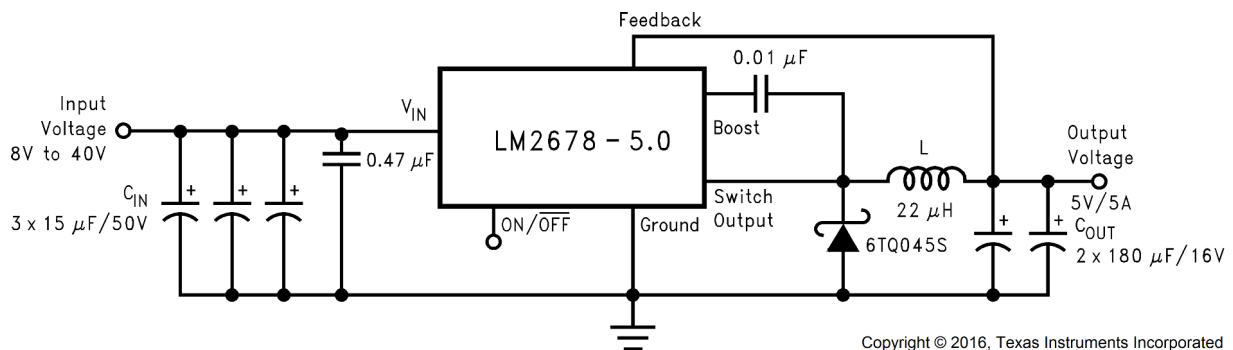 Feedback
0.01 μF
Input
Voltage
8V to 40V
V_IN
LM2678 - 5.0
Boost
Output
Voltage
5V/5A
0.47 μF
L
22 μH
C_IN
3 x 15 μF/50V
+
+
+
ON/O̅F̅F̅
Ground
Switch
Output
6TQ045S
+
+
C_OUT
2 x 180 μF/16V
Copyright © 2016, Texas Instruments Incorporated